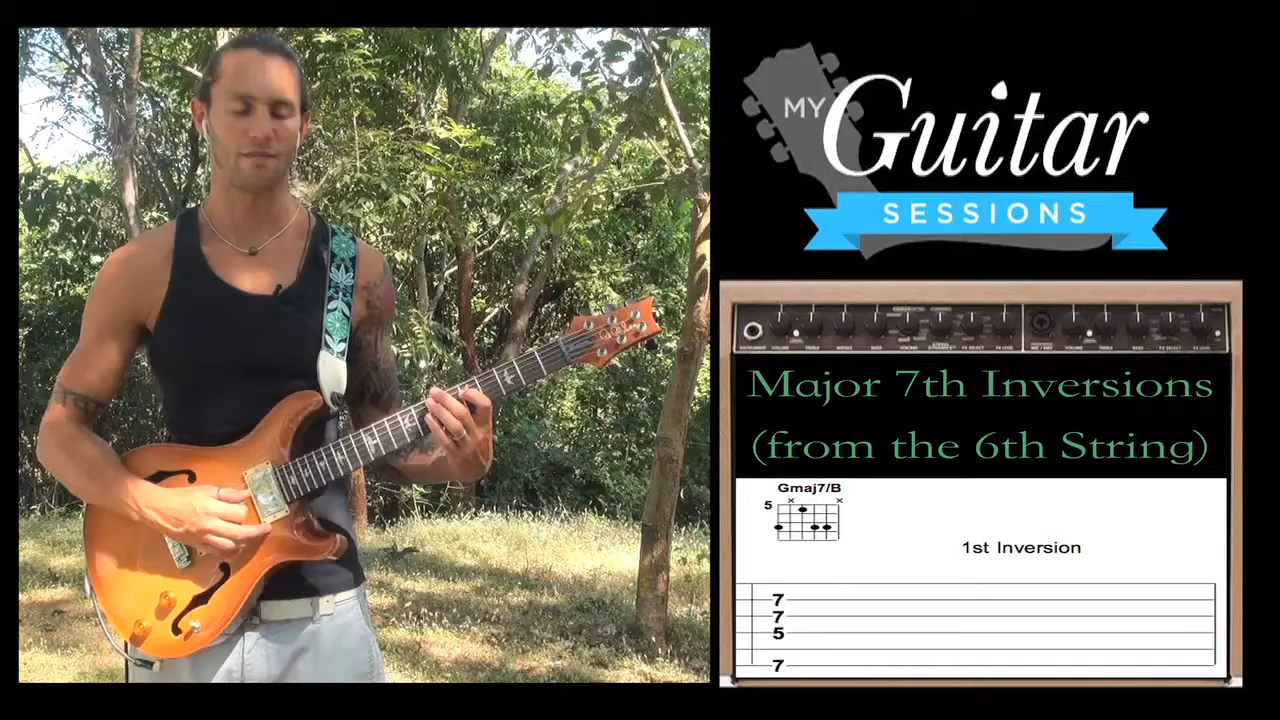 MY
Guitar
SESSIONS
Major 7th Inversions
(from the 6th String)
Gmaj7/B
x x
5
1st Inversion
7
7
5
7